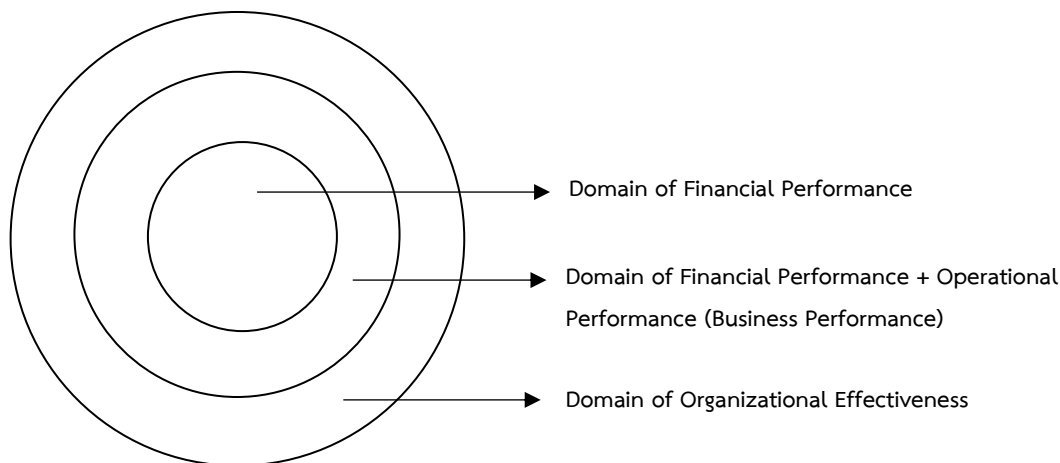 Domain of Financial Performance
Domain of Financial Performance + Operational
Performance (Business Performance)
Domain of Organizational Effectiveness